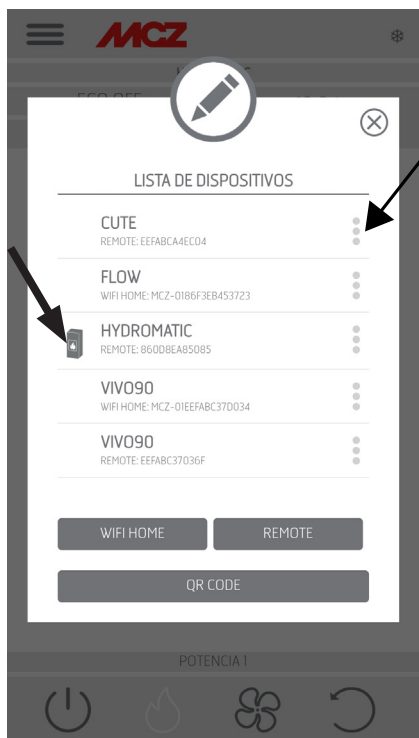 MCZ
LISTA DE DISPOSITIVOS
CUTE
REMOTE: EEFABCA4EC04
FLOW
WIFI HOME: MCZ-0186F3EB453723
HYDROMATIC
REMOTE: 860D8EA85085
VIVO90
WIFI HOME: MCZ-01EEFABC37D034
VIVO90
REMOTE: EEFABC37036F
WIFI HOME REMOTE
QR CODE
POTENCIA 1